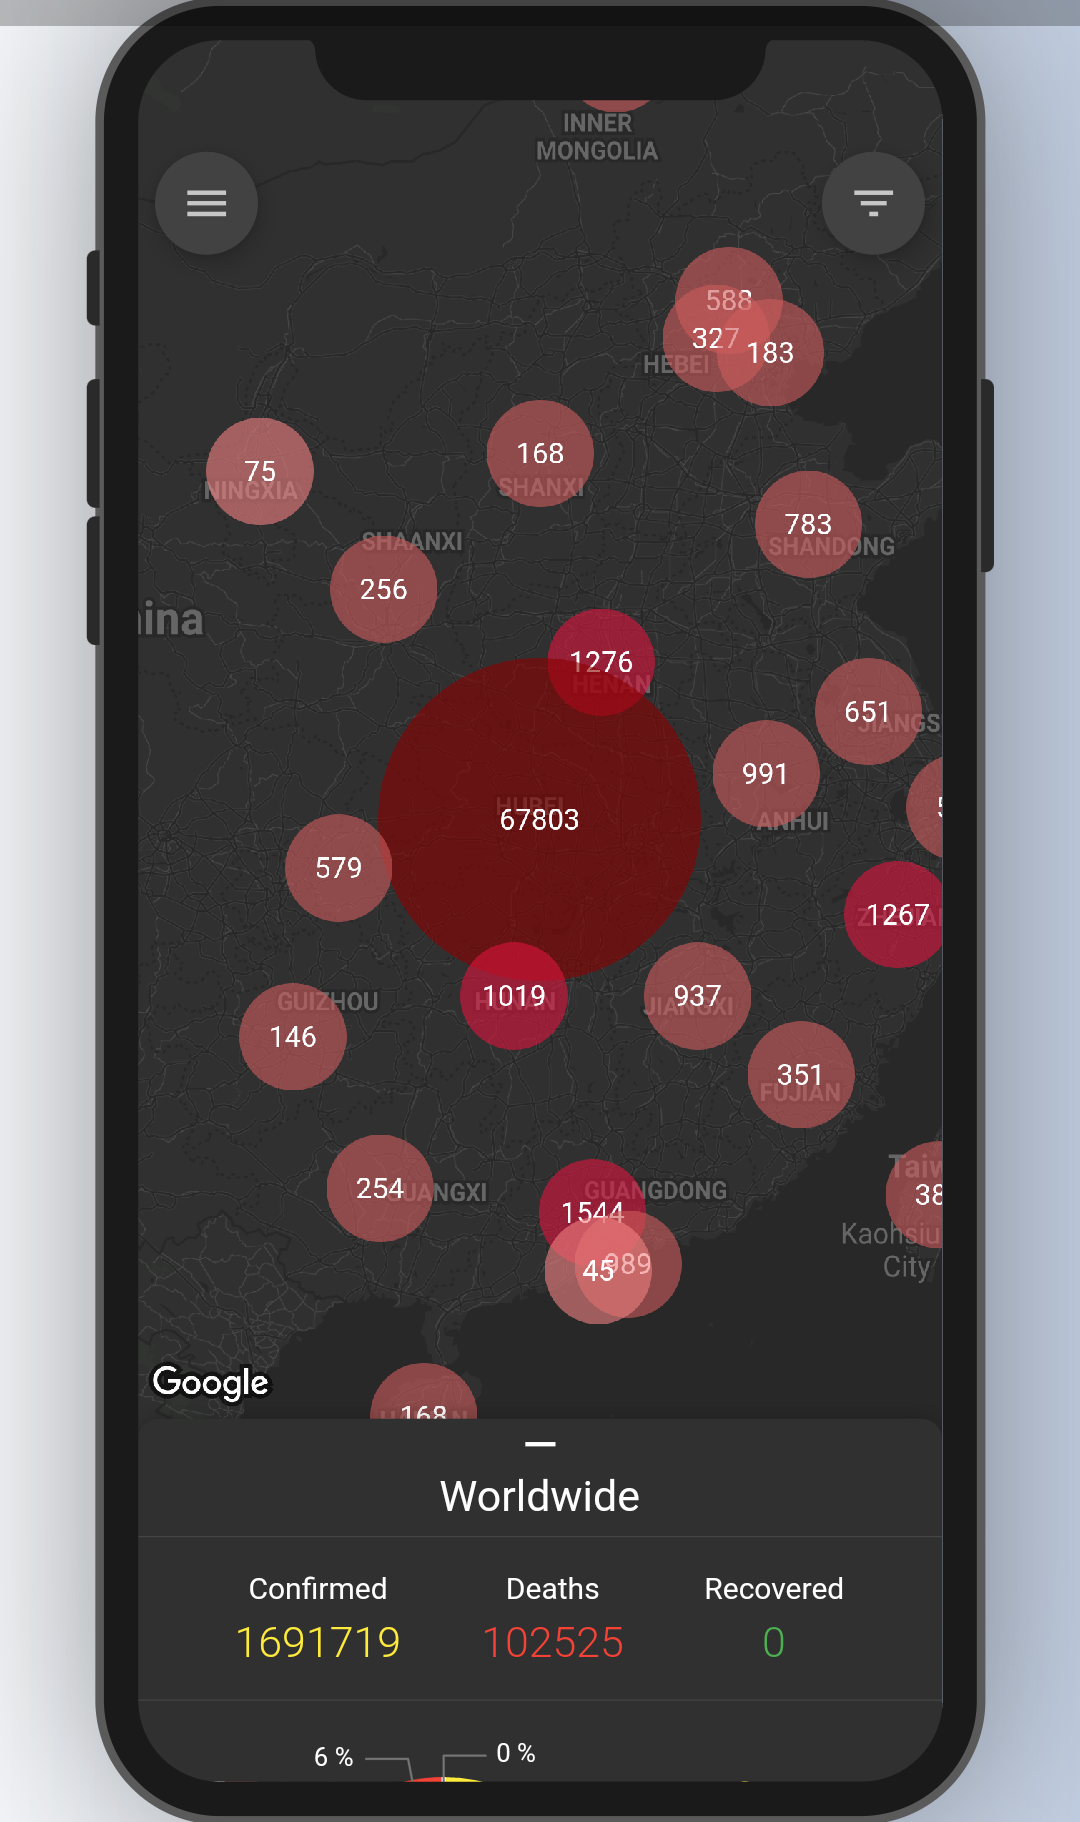 INNER
MONGOLIA
588
327
183
HEBEI
168
SHANXI
75
NINGXIA
783
SHANDONG
SHAANXI
256
ina
1276
HENAN
651
JIANGS
991
ANHUI
HUBEI
67803
579
1267
1019
HUNAN
937
JIANGXI
GUIZHOU
146
351
FUJIAN
Taiw
38
254
GUANGXI
GUANGDONG
1544
989
45
Kaohsiu
City
Google
168
Worldwide
Confirmed Deaths Recovered
1691719 102525 0
6 % 0 %